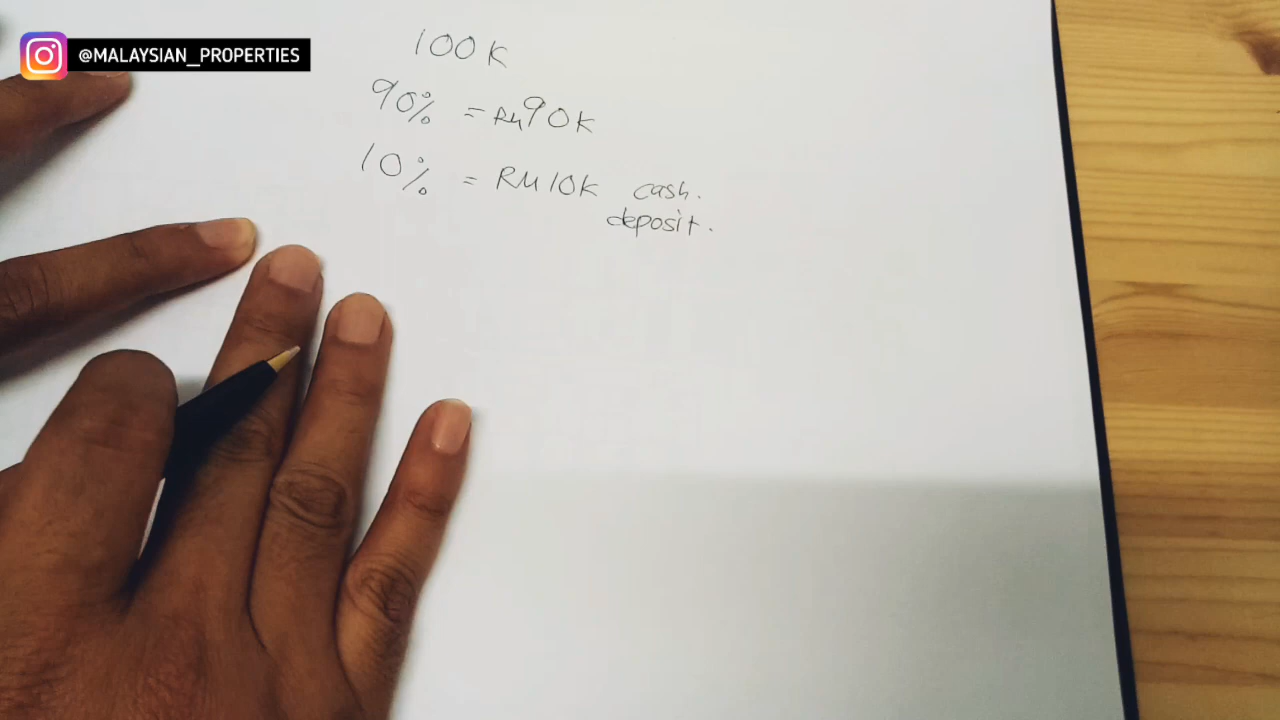 @MALAYSIAN_PROPERTIES
100K
90% = RM90K
10% = RM10K cash.
deposit.